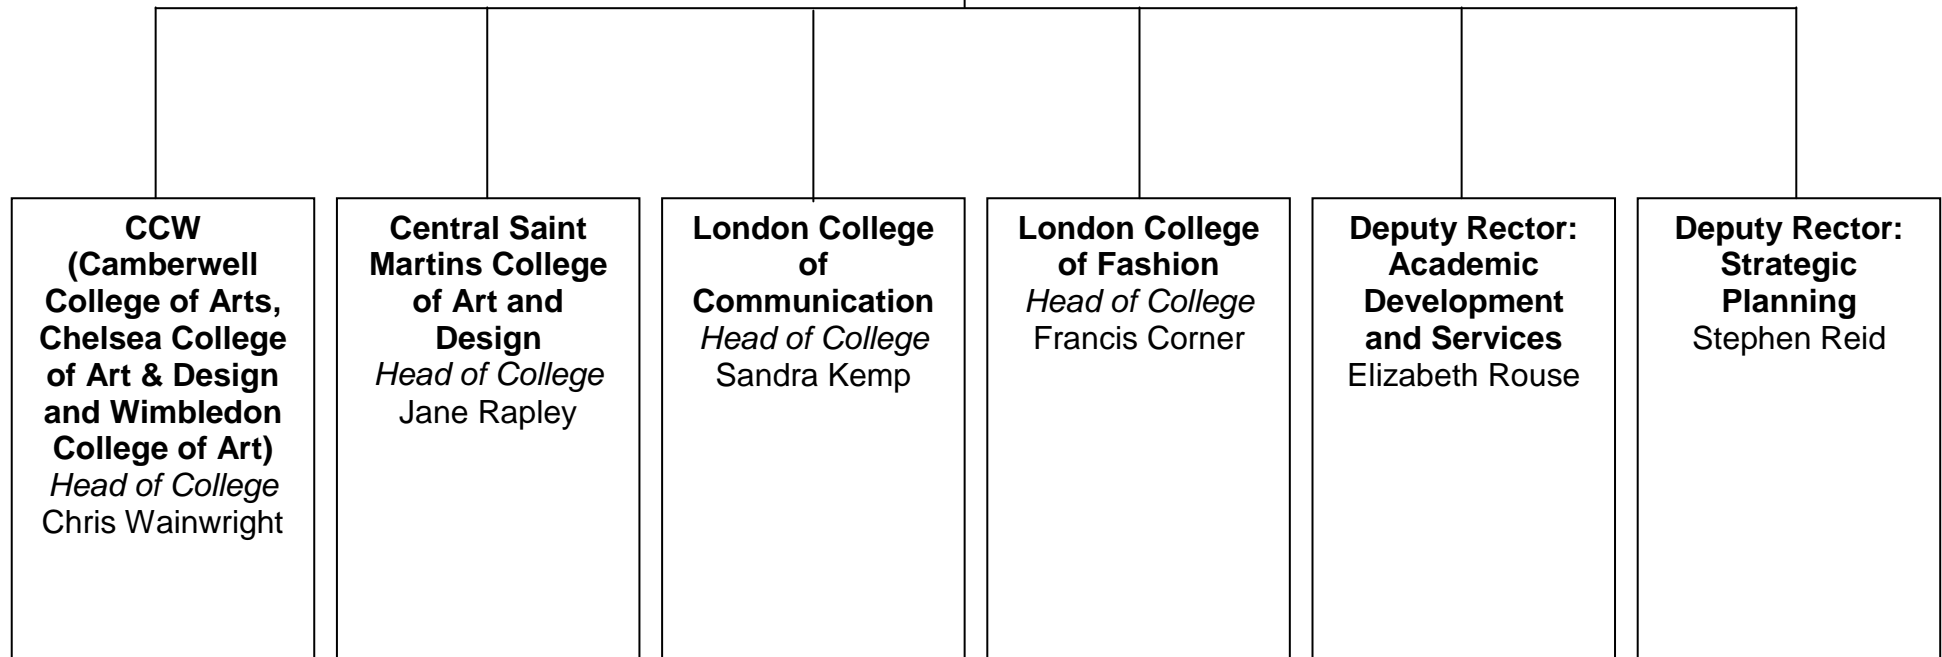 CCW
(Camberwell
College of Arts,
Chelsea College
of Art & Design
and Wimbledon
College of Art)
Head of College
Chris Wainwright
Central Saint
Martins College
of Art and
Design
Head of College
Jane Rapley
London College
of
Communication
Head of College
Sandra Kemp
London College
of Fashion
Head of College
Francis Corner
Deputy Rector:
Academic
Development
and Services
Elizabeth Rouse
Deputy Rector:
Strategic
Planning
Stephen Reid